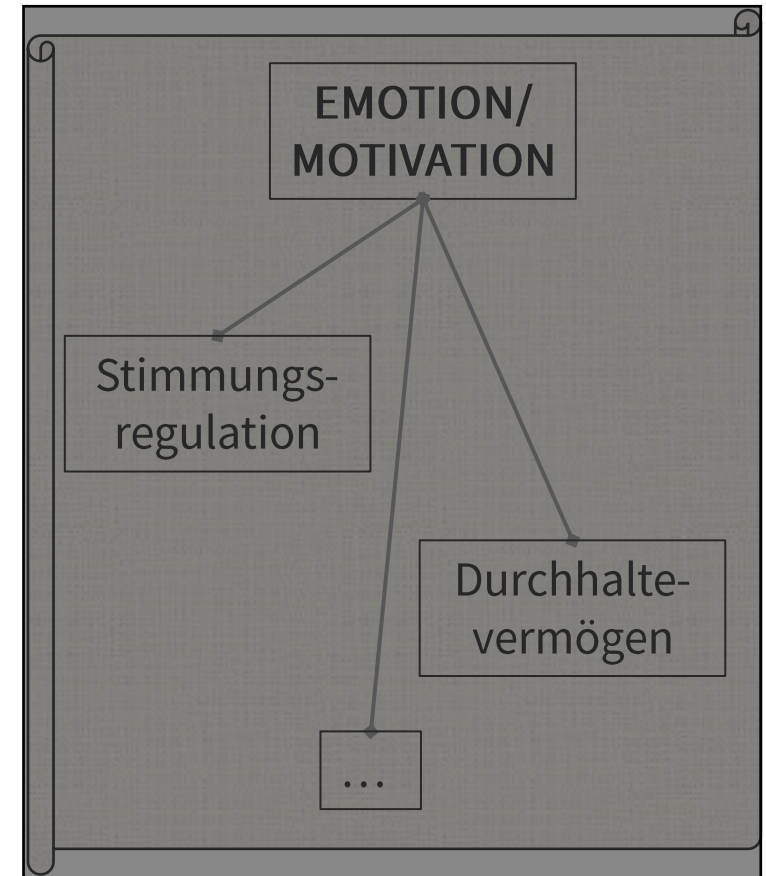 EMOTION/
MOTIVATION
Stimmungs-
regulation
Durchhalte-
vermögen
...